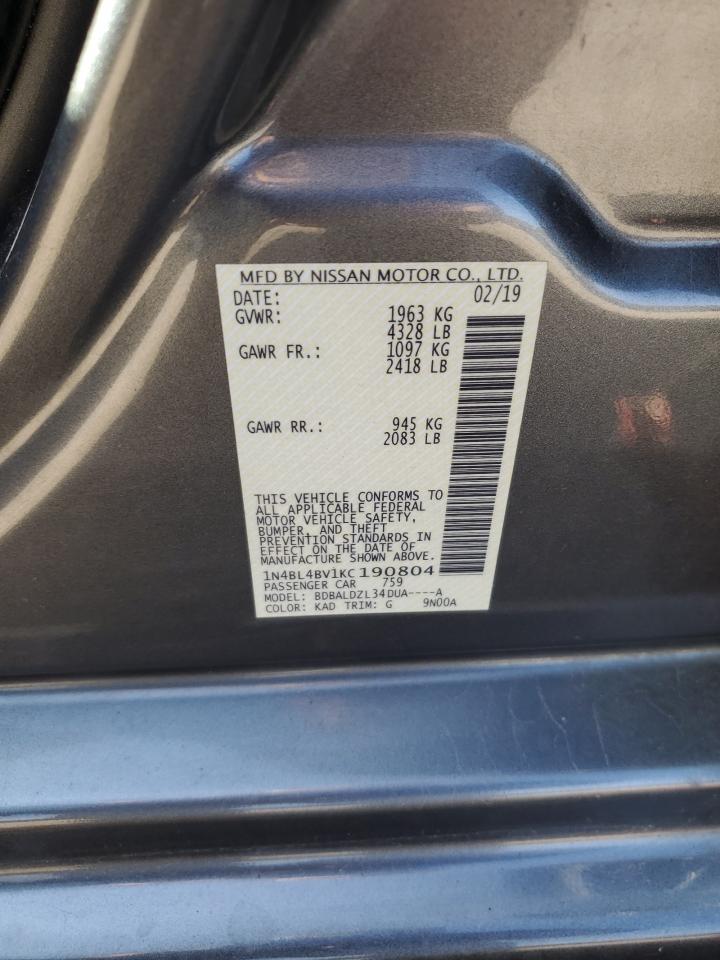 MFD BY NISSAN MOTOR CO., LTD.
DATE: 02/19
GVWR: 1963 KG
4328 LB
GAWR FR.: 1097 KG
2418 LB
GAWR RR.: 945 KG
2083 LB
THIS VEHICLE CONFORMS TO
ALL APPLICABLE FEDERAL
MOTOR VEHICLE SAFETY,
BUMPER, AND THEFT
PREVENTION STANDARDS IN
EFFECT ON THE DATE OF
MANUFACTURE SHOWN ABOVE.
1N4BL4BV1KC190804
PASSENGER CAR 759
MODEL: BDBALDZL34DUA----A
COLOR: KAD TRIM: G 9N00A